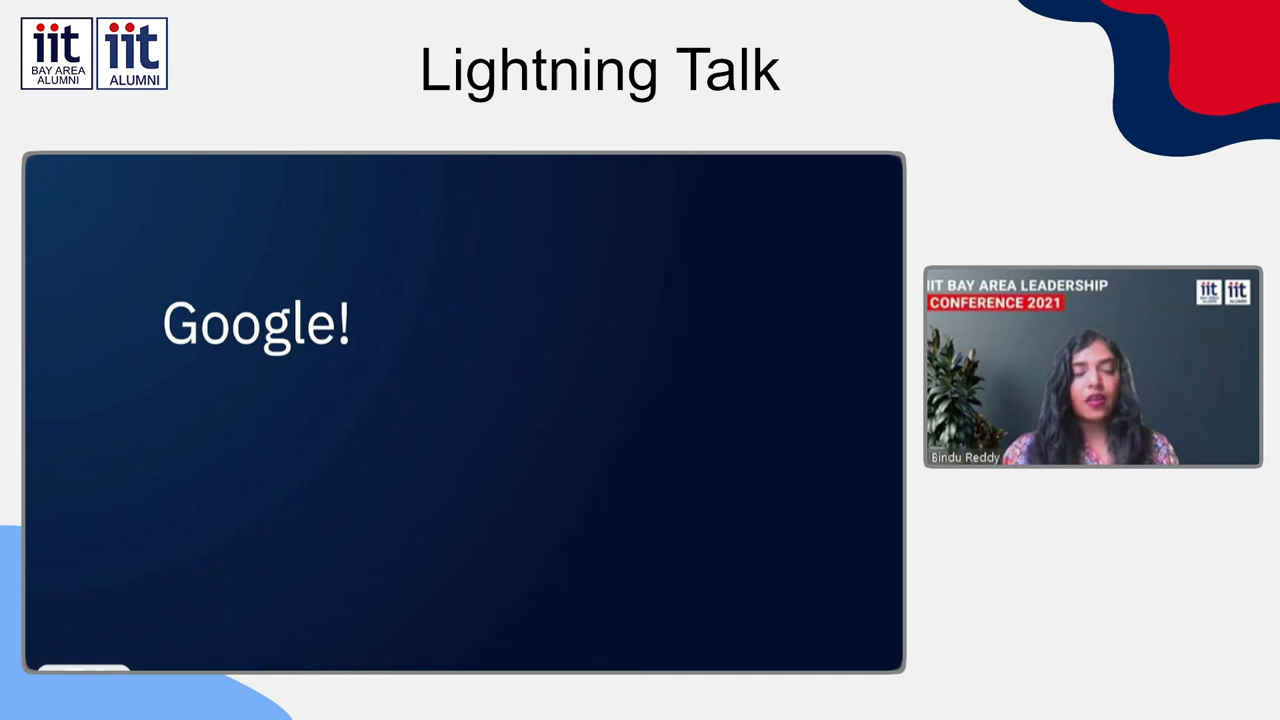 iit
BAY AREA
ALUMNI
iit
ALUMNI
Lightning Talk
Google!
IIT BAY AREA LEADERSHIP
CONFERENCE 2021
iit
iit
Bindu Reddy